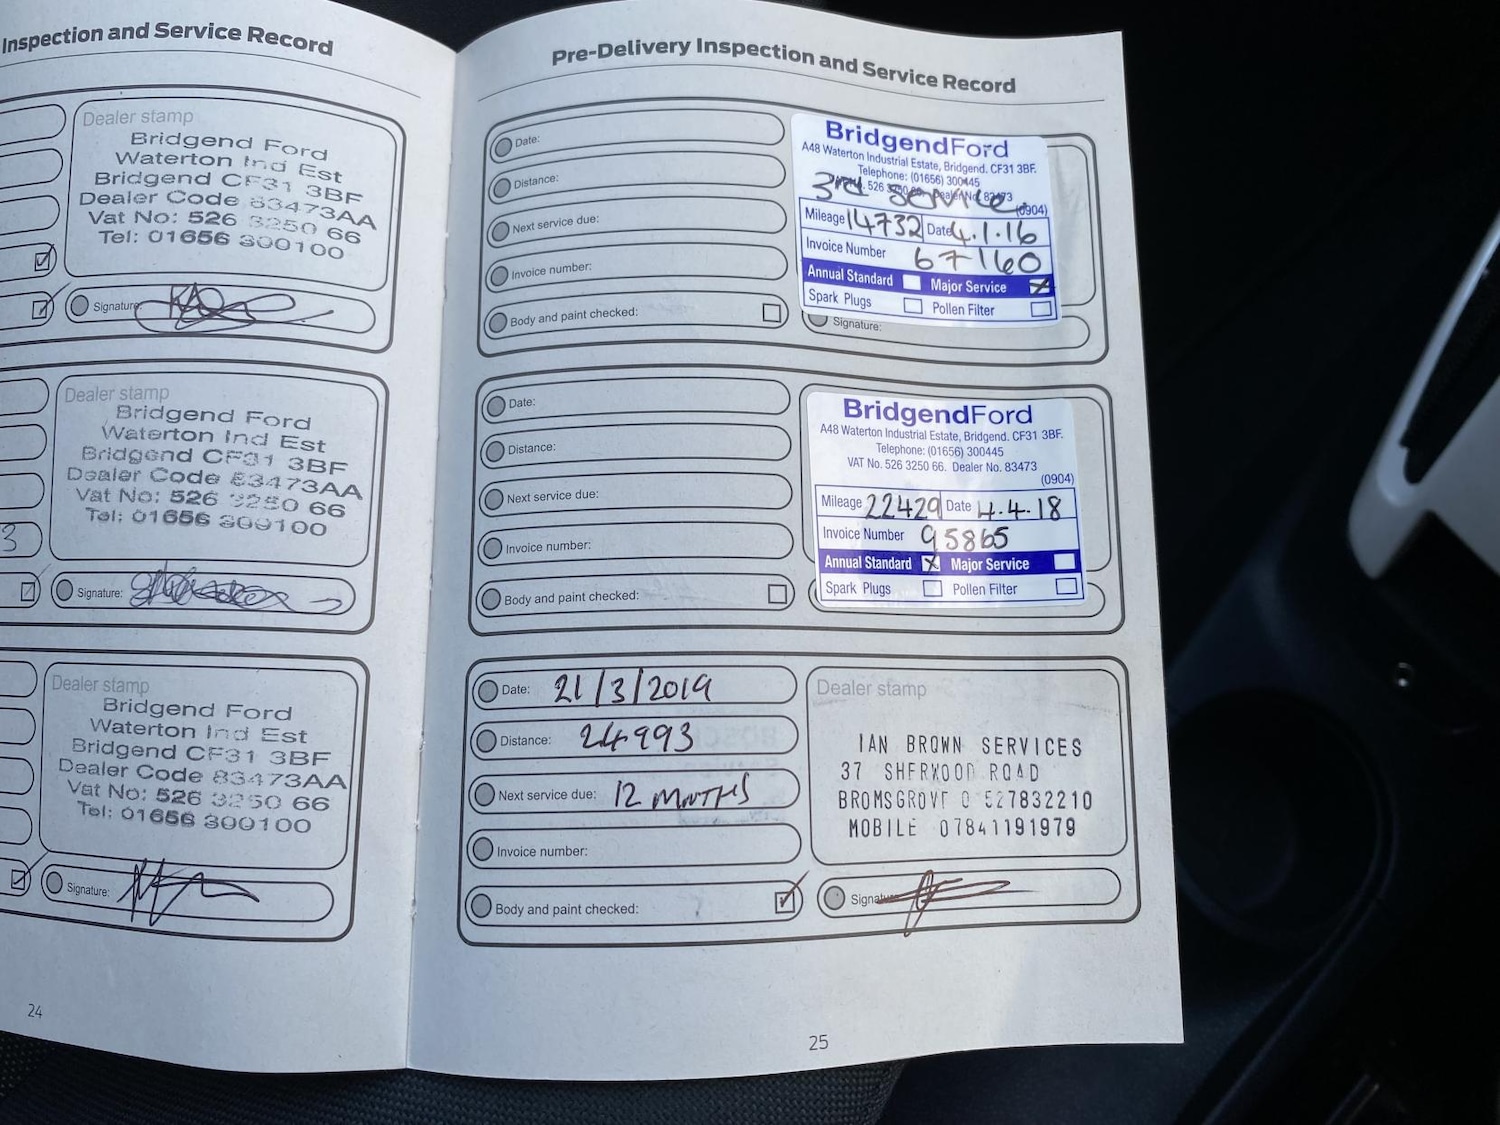 Inspection and Service Record
Dealer stamp
Bridgend Ford
Waterton Ind Est
Bridgend CF31 3BF
Dealer Code 83473AA
Vat No: 526 3250 66
Tel: 01656 300100
Signature:
Dealer stamp
Bridgend Ford
Waterton Ind Est
Bridgend CF31 3BF
Dealer Code 83473AA
Vat No: 526 3250 66
Tel: 01656 300100
3
Signature:
Dealer stamp
Bridgend Ford
Waterton Ind Est
Bridgend CF31 3BF
Dealer Code 83473AA
Vat No: 526 3250 66
Tel: 01656 300100
Signature:
24
Pre-Delivery Inspection and Service Record
Date:
Distance:
Next service due:
Invoice number:
Body and paint checked:
BridgendFord
A48 Waterton Industrial Estate, Bridgend. CF31 3BF.
Telephone: (01656) 300445
3rd Service
(0904)
Mileage 14732 Date 4.1.16
Invoice Number 67160
Annual Standard Major Service
Spark Plugs Pollen Filter
Signature:
Date:
Distance:
Next service due:
Invoice number:
Body and paint checked:
BridgendFord
A48 Waterton Industrial Estate, Bridgend. CF31 3BF.
Telephone: (01656) 300445
VAT No. 526 3250 66. Dealer No. 83473
(0904)
Mileage 22429 Date 4.4.18
Invoice Number 95865
Annual Standard Major Service
Spark Plugs Pollen Filter
Date: 21/3/2019
Distance: 24993
Next service due: 12 MNTHS
Invoice number:
Body and paint checked:
Dealer stamp
IAN BROWN SERVICES
37 SHERWOOD ROAD
BROMSGROVE 0 527832210
MOBILE 07841191979
Signature
25